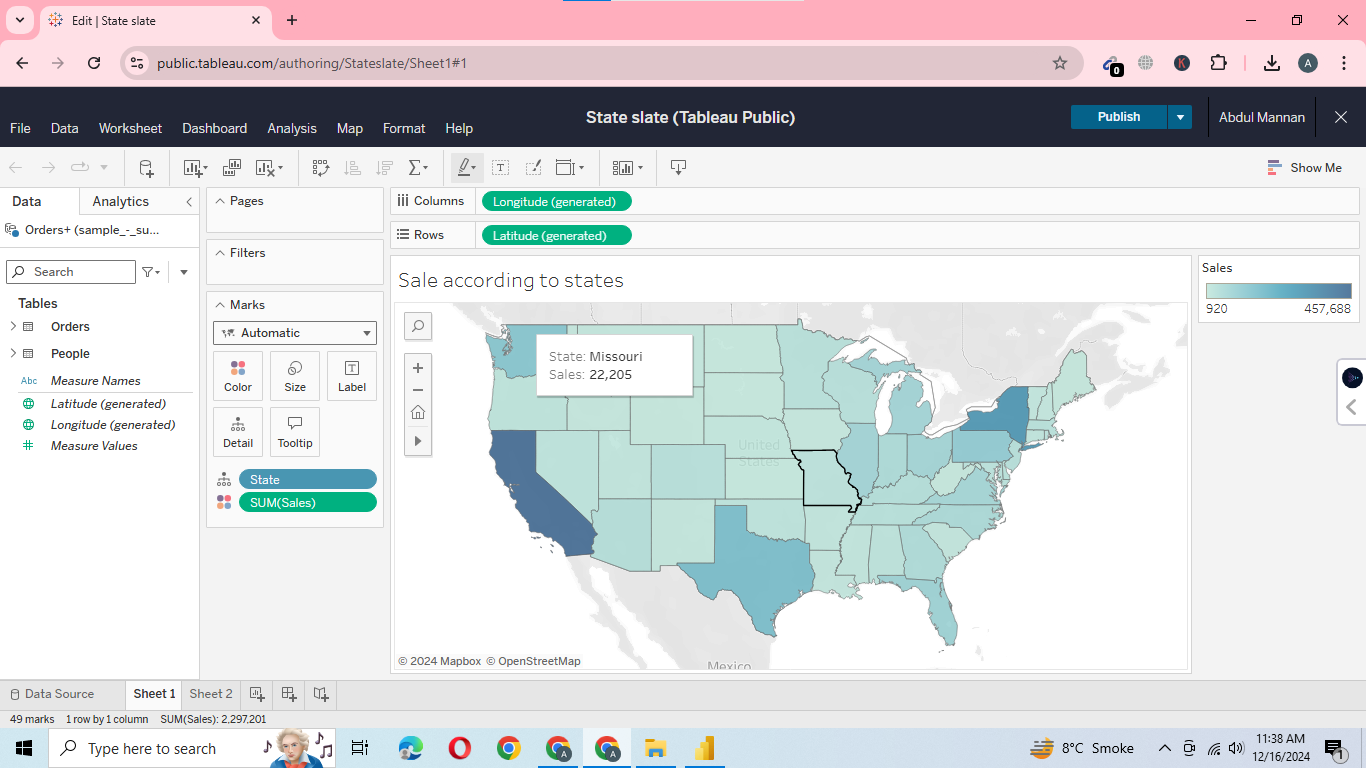 Edit | State slate
public.tableau.com/authoring/Stateslate/Sheet1#1
0
K
A
State slate (Tableau Public)
Publish
Abdul Mannan
File Data Worksheet Dashboard Analysis Map Format Help
Show Me
Data Analytics
Orders+ (sample_-_su...
Search
Tables
Orders
People
Abc Measure Names
Latitude (generated)
Longitude (generated)
Measure Values
Pages
Filters
Marks
Automatic
Color Size Label
Detail Tooltip
State
SUM(Sales)
Columns Longitude (generated)
Rows Latitude (generated)
Sale according to states
State: Missouri
Sales: 22,205
United
States
Mexico
© 2024 Mapbox © OpenStreetMap
Sales
920 457,688
Data Source Sheet 1 Sheet 2
49 marks 1 row by 1 column SUM(Sales): 2,297,201
Type here to search
A
A
8°C Smoke
11:38 AM
12/16/2024
1